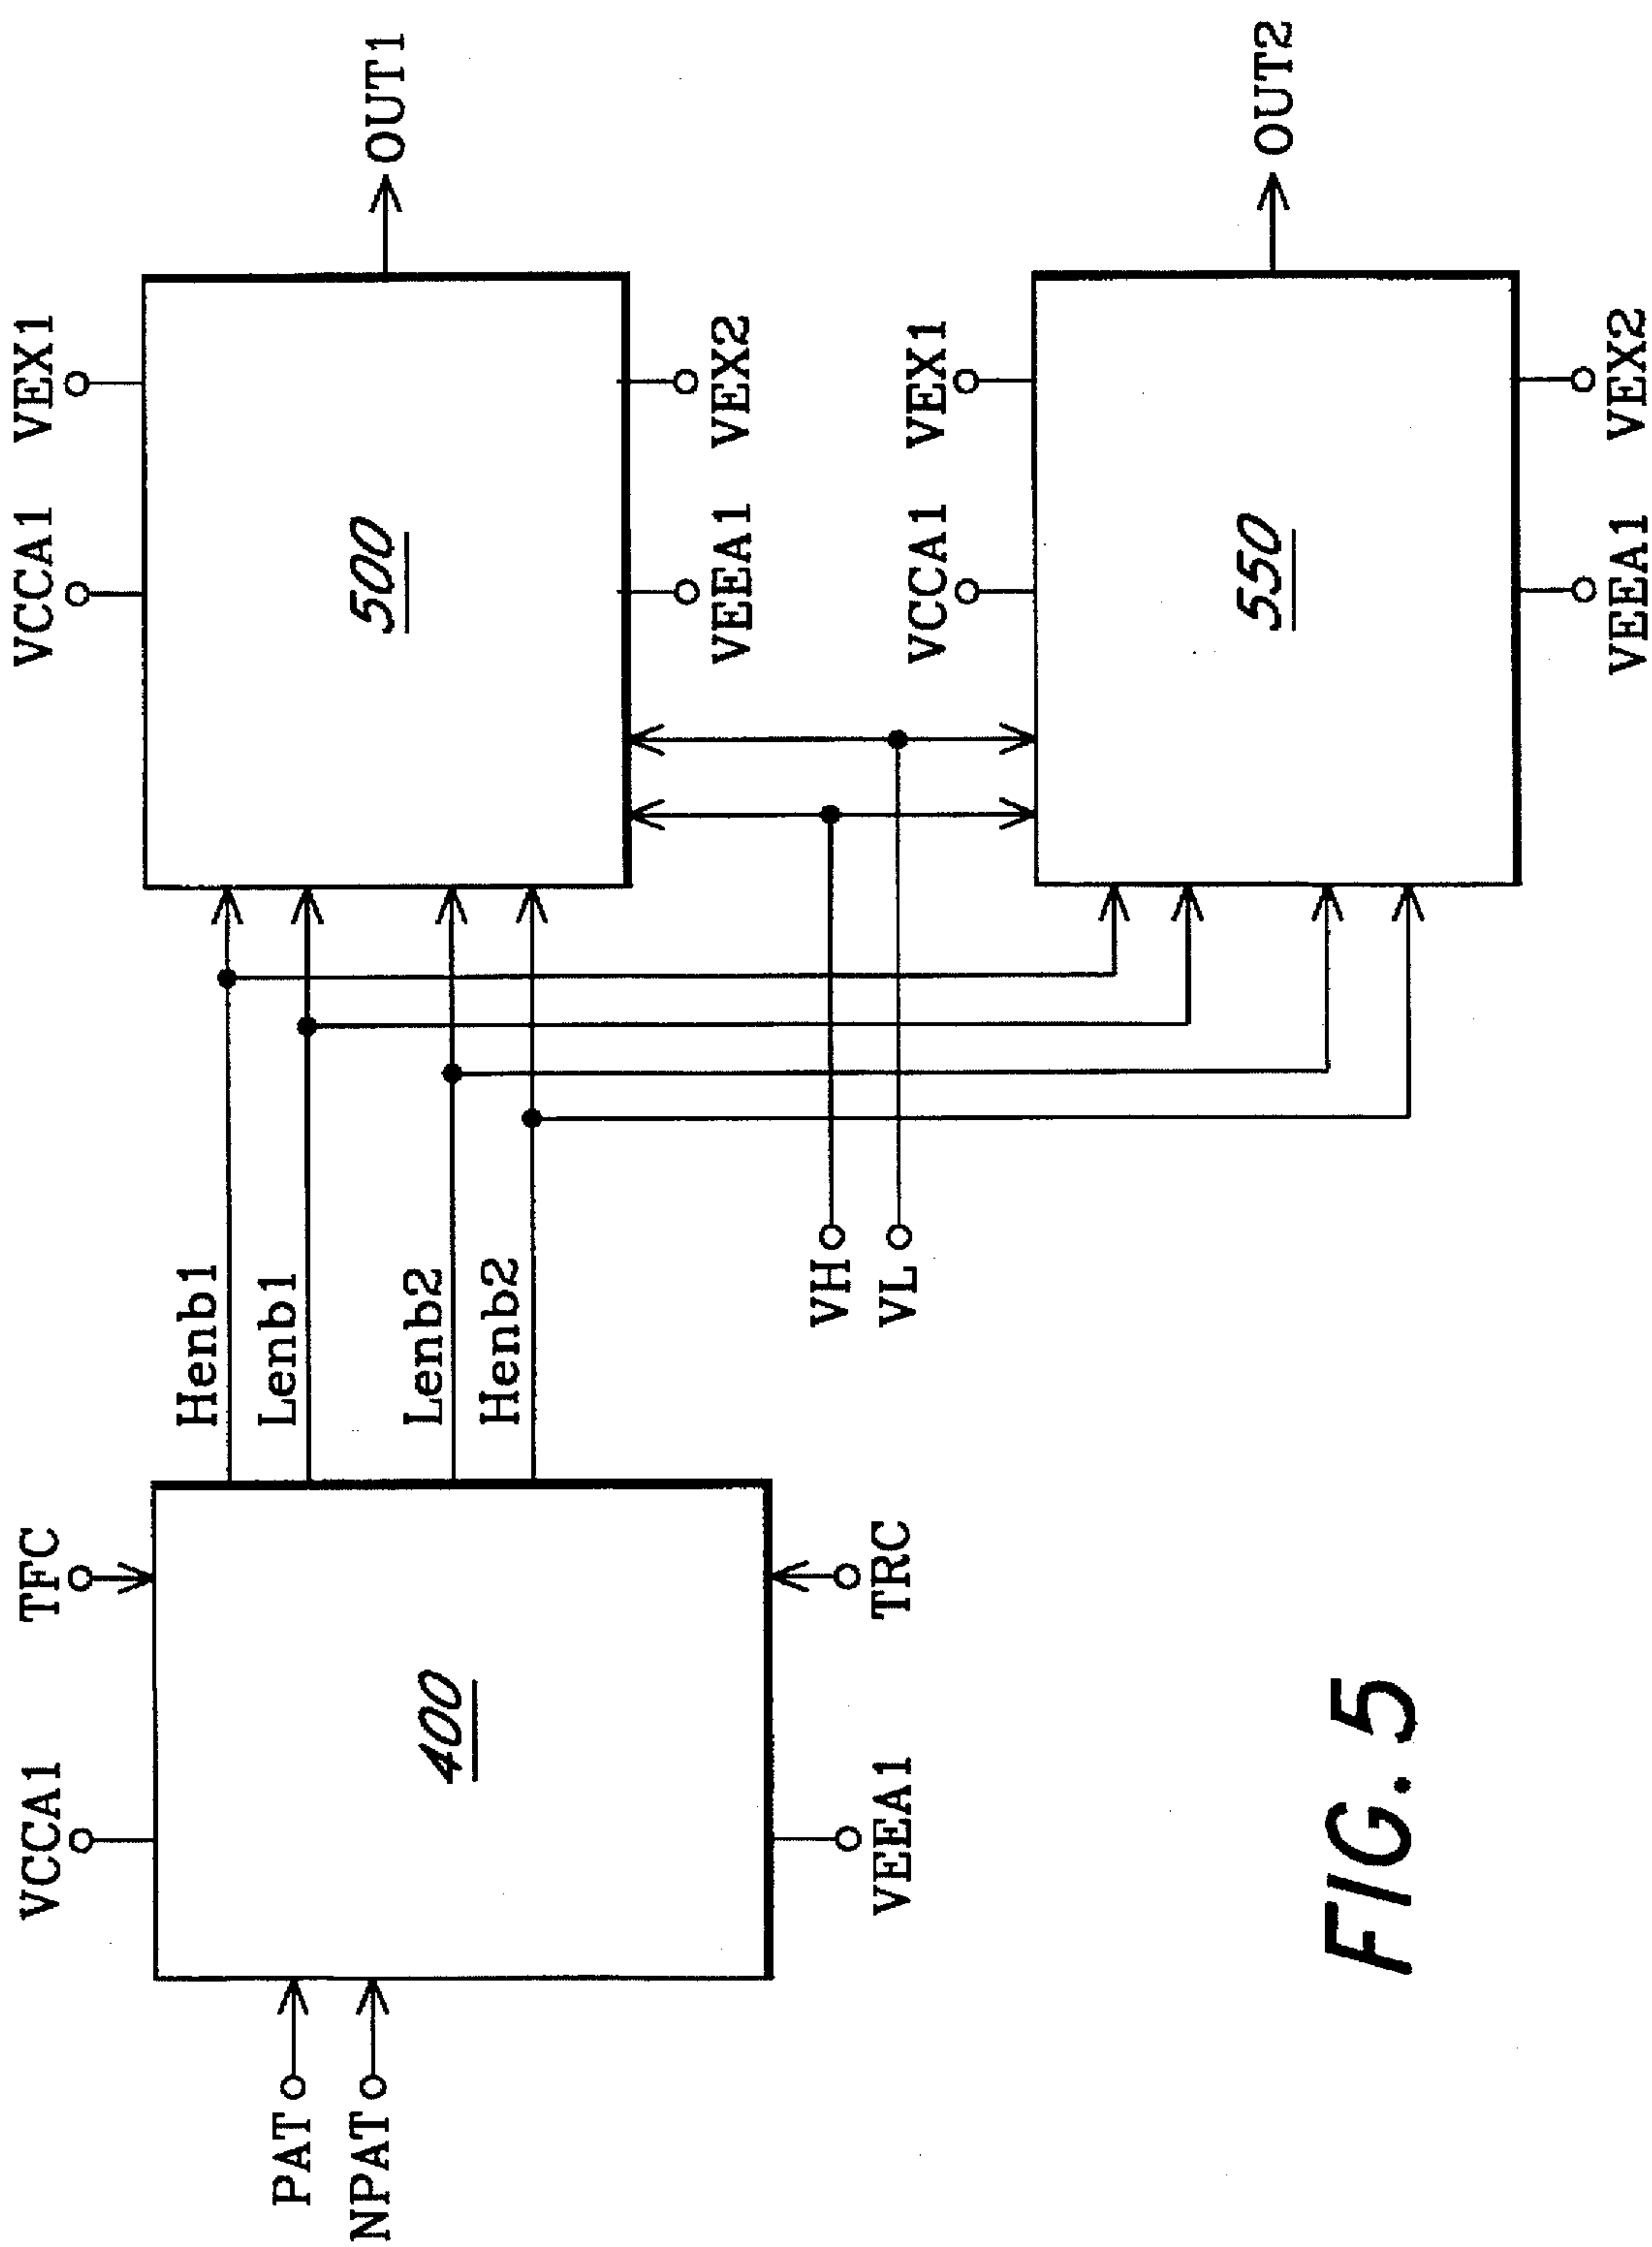 PAT
NPAT
VCCA1
TFC
400
VEEA1
TRC
Henb1
Lenb1
Lenb2
Henb2
VH
VL
VCCA1
VEX1
500
VEEA1
VEX2
OUT1
VCCA1
VEX1
550
VEEA1
VEX2
OUT2
FIG. 5